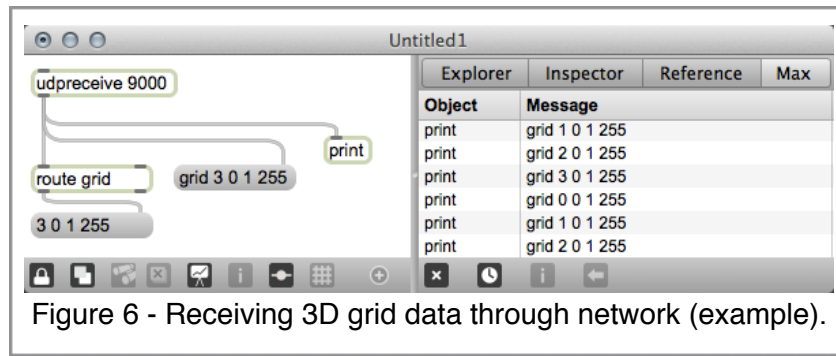 Untitled1
udpreceive 9000
print
route grid
grid 3 0 1 255
3 0 1 255
Explorer Inspector Reference Max
Object Message
print grid 1 0 1 255
print grid 2 0 1 255
print grid 3 0 1 255
print grid 0 0 1 255
print grid 1 0 1 255
print grid 2 0 1 255
Figure 6 - Receiving 3D grid data through network (example).